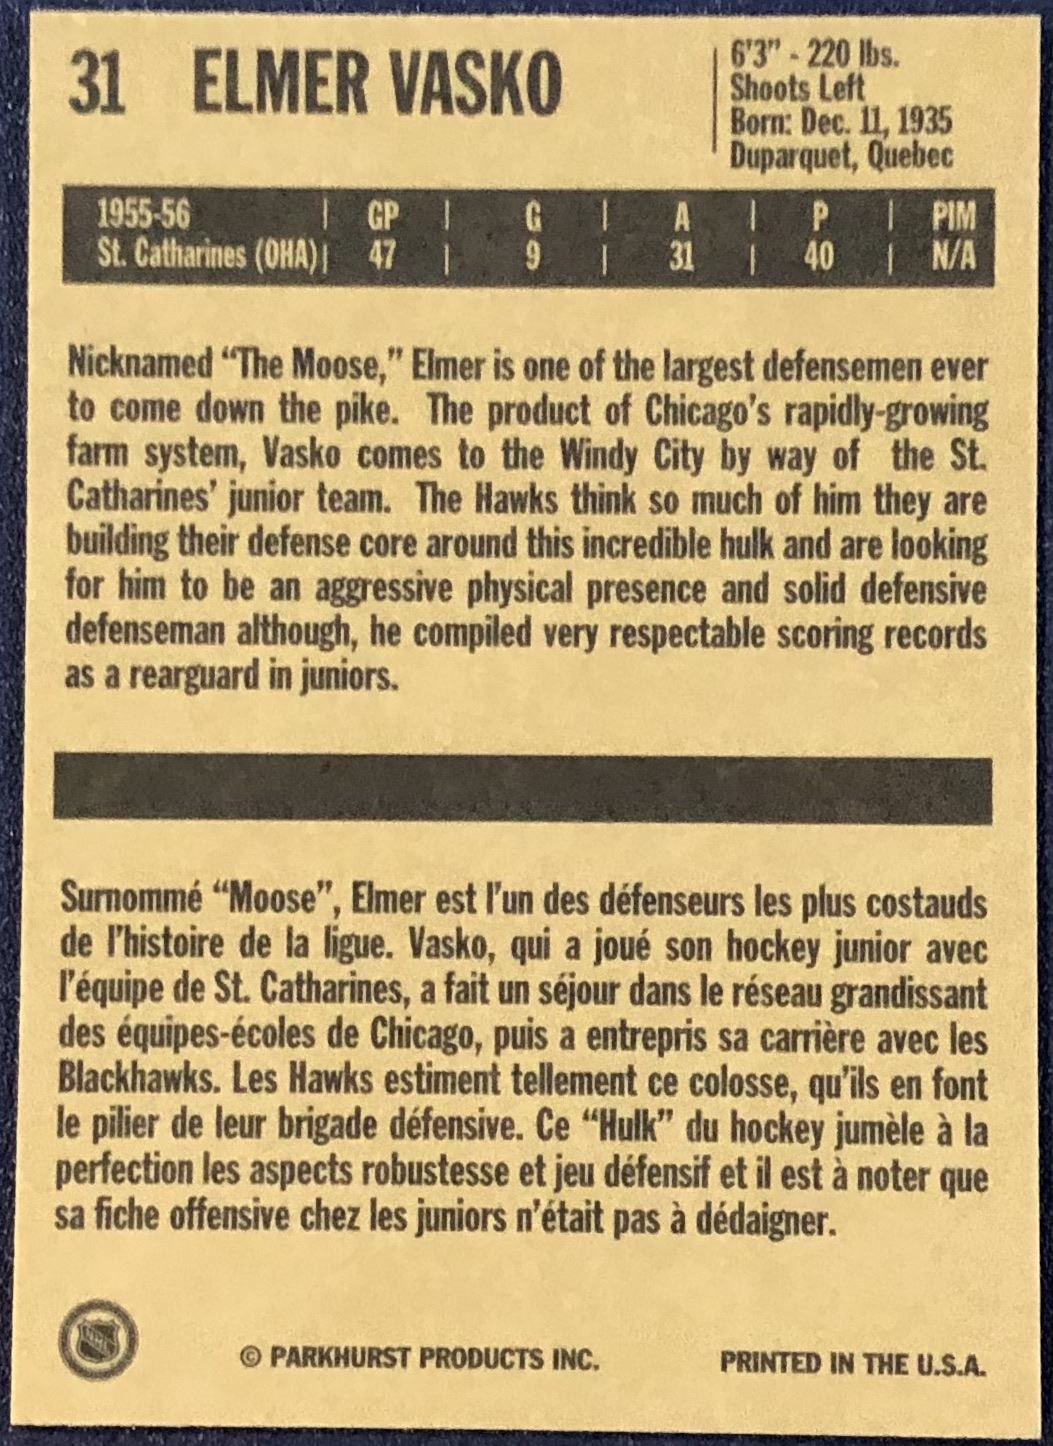 31 ELMER VASKO
6'3" - 220 lbs.
Shoots Left
Born: Dec. 11, 1935
Duparquet, Quebec
1955-56 | GP | G | A | P | PIM
St. Catharines (OHA) | 47 | 9 | 31 | 40 | N/A
Nicknamed “The Moose,” Elmer is one of the largest defensemen ever
to come down the pike. The product of Chicago's rapidly-growing
farm system, Vasko comes to the Windy City by way of the St.
Catharines' junior team. The Hawks think so much of him they are
building their defense core around this incredible hulk and are looking
for him to be an aggressive physical presence and solid defensive
defenseman although, he compiled very respectable scoring records
as a rearguard in juniors.
Surnommé “Moose”, Elmer est l'un des défenseurs les plus costauds
de l'histoire de la ligue. Vasko, qui a joué son hockey junior avec
l'équipe de St. Catharines, a fait un séjour dans le réseau grandissant
des équipes-écoles de Chicago, puis a entrepris sa carrière avec les
Blackhawks. Les Hawks estiment tellement ce colosse, qu'ils en font
le pilier de leur brigade défensive. Ce “Hulk” du hockey jumèle à la
perfection les aspects robustesse et jeu défensif et il est à noter que
sa fiche offensive chez les juniors n'était pas à dédaigner.
NHL
© PARKHURST PRODUCTS INC.
PRINTED IN THE U.S.A.